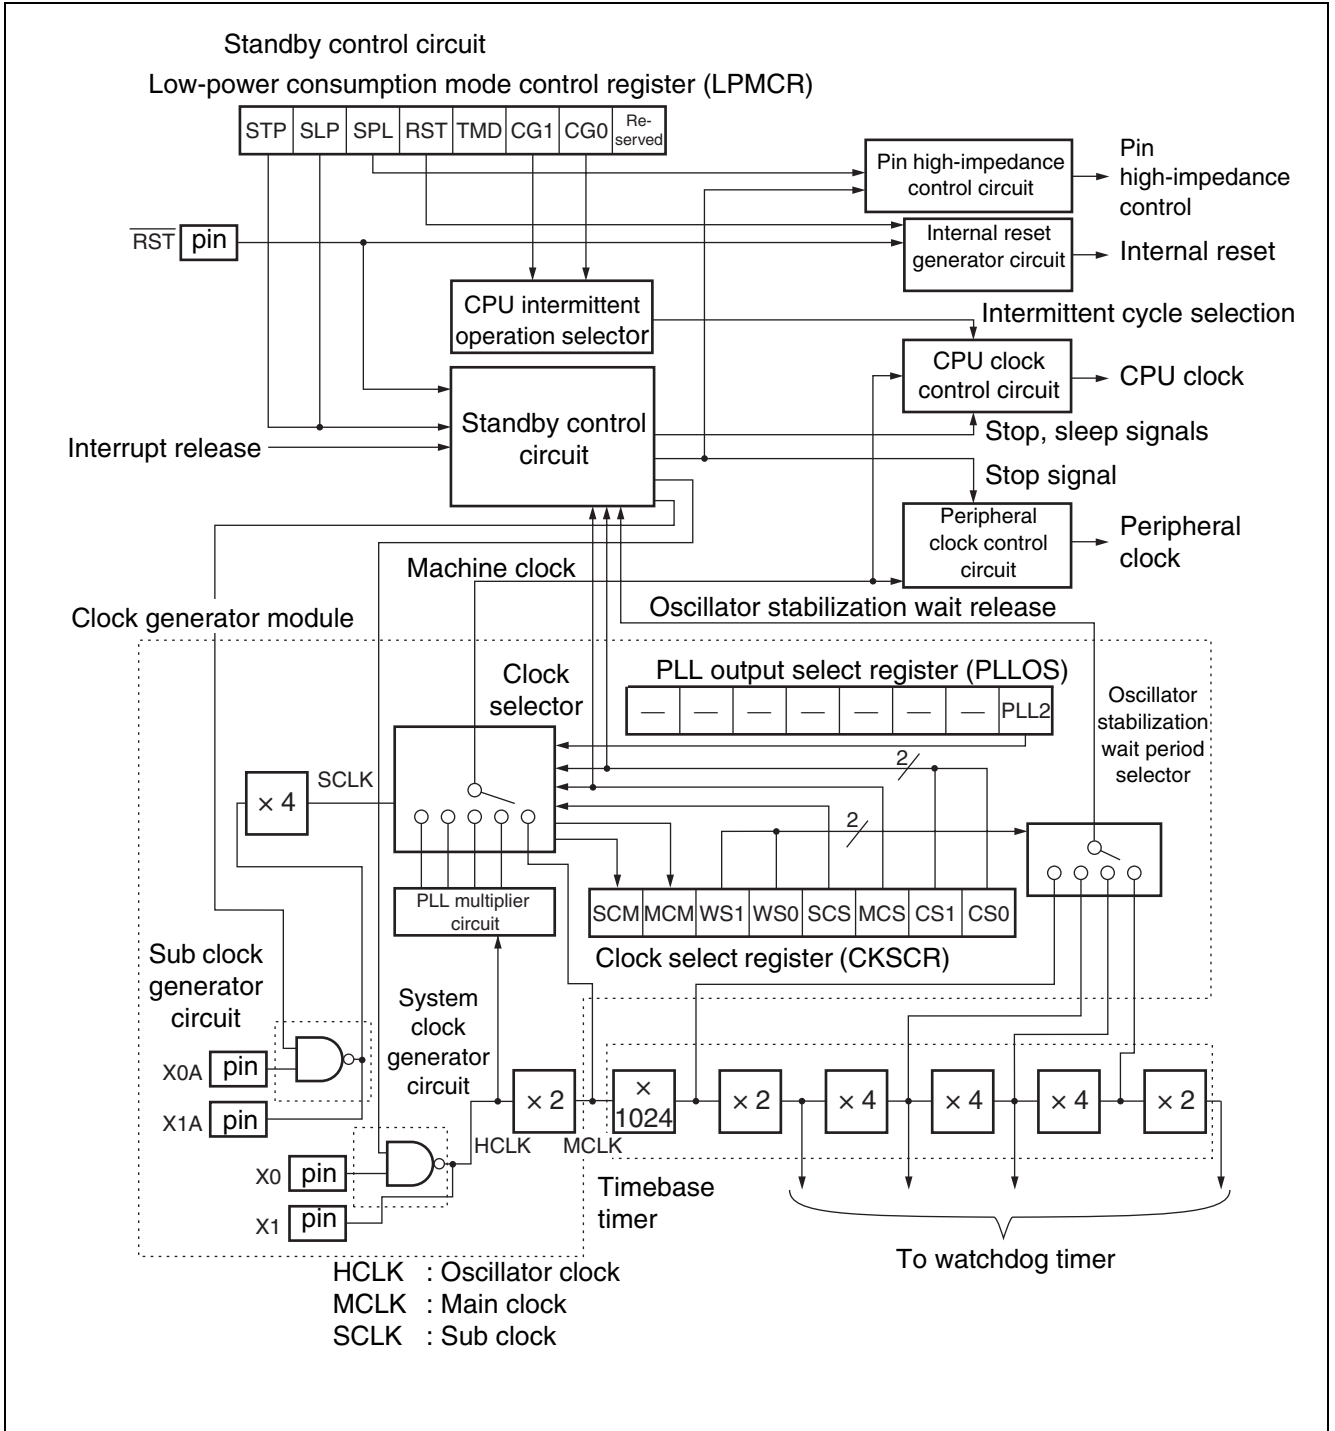 Standby control circuit
Low-power consumption mode control register (LPMCR)
STP SLP SPL RST TMD CG1 CG0 Re-
served
Pin high-impedance
control circuit
Pin
high-impedance
control
RST pin
Internal reset
generator circuit
Internal reset
CPU intermittent
operation selector
Intermittent cycle selection
CPU clock
control circuit
CPU clock
Standby control
circuit
Interrupt release
Stop, sleep signals
Stop signal
Peripheral
clock control
circuit
Peripheral
clock
Machine clock
Oscillator stabilization wait release
Clock generator module
Clock
selector
PLL output select register (PLLOS)
— — — — — — — PLL2
Oscillator
stabilization
wait period
selector
2
SCLK
× 4
2
PLL multiplier
circuit
SCM MCM WS1 WS0 SCS MCS CS1 CS0
Clock select register (CKSCR)
Sub clock
generator
circuit
System
clock
generator
circuit
X0A pin
X1A pin
× 2
×
1024
× 2
× 4
× 4
× 4
× 2
HCLK
MCLK
X0 pin
X1 pin
Timebase
timer
To watchdog timer
HCLK : Oscillator clock
MCLK : Main clock
SCLK : Sub clock